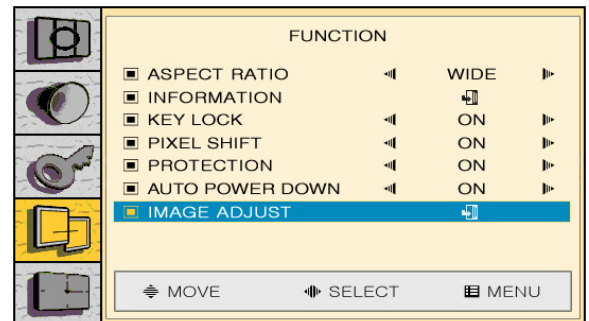 FUNCTION
ASPECT RATIO WIDE
INFORMATION
KEY LOCK ON
PIXEL SHIFT ON
PROTECTION ON
AUTO POWER DOWN ON
IMAGE ADJUST
MOVE SELECT MENU